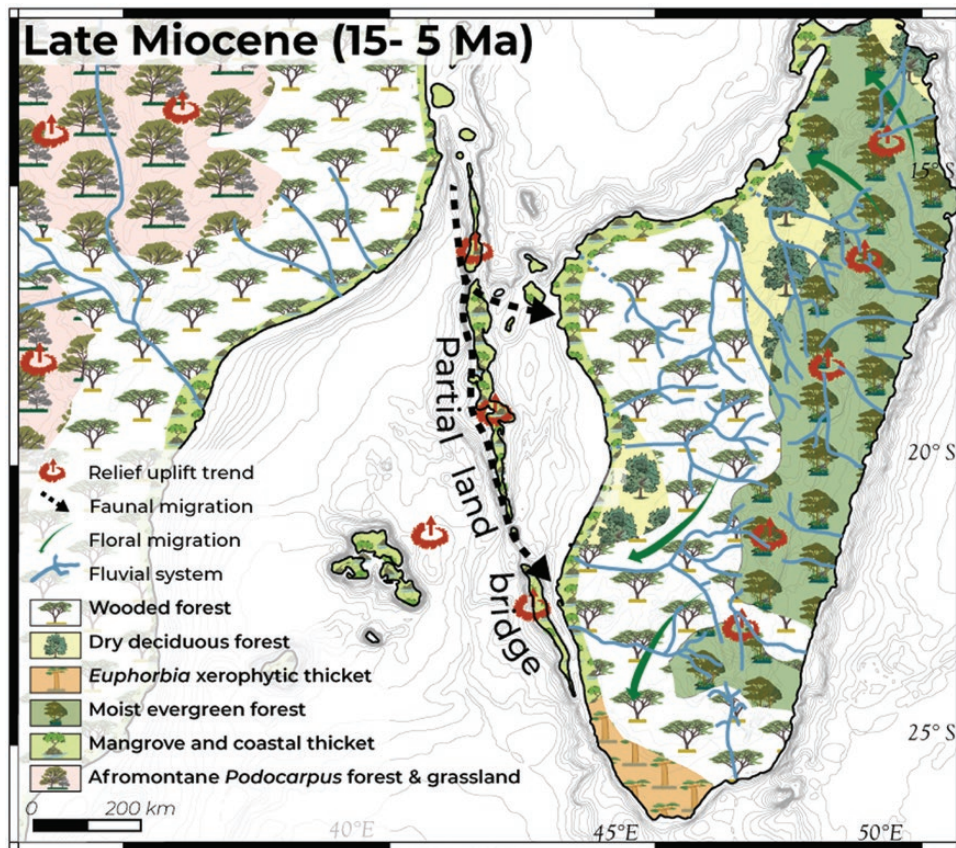 Late Miocene (15- 5 Ma)
15°S
Partial land bridge
20° S
Relief uplift trend
Faunal migration
Floral migration
Fluvial system
Wooded forest
Dry deciduous forest
Euphorbia xerophytic thicket
Moist evergreen forest
Mangrove and coastal thicket
Afromontane Podocarpus forest & grassland
25° S
0 200 km
40°E
45°E
50°E